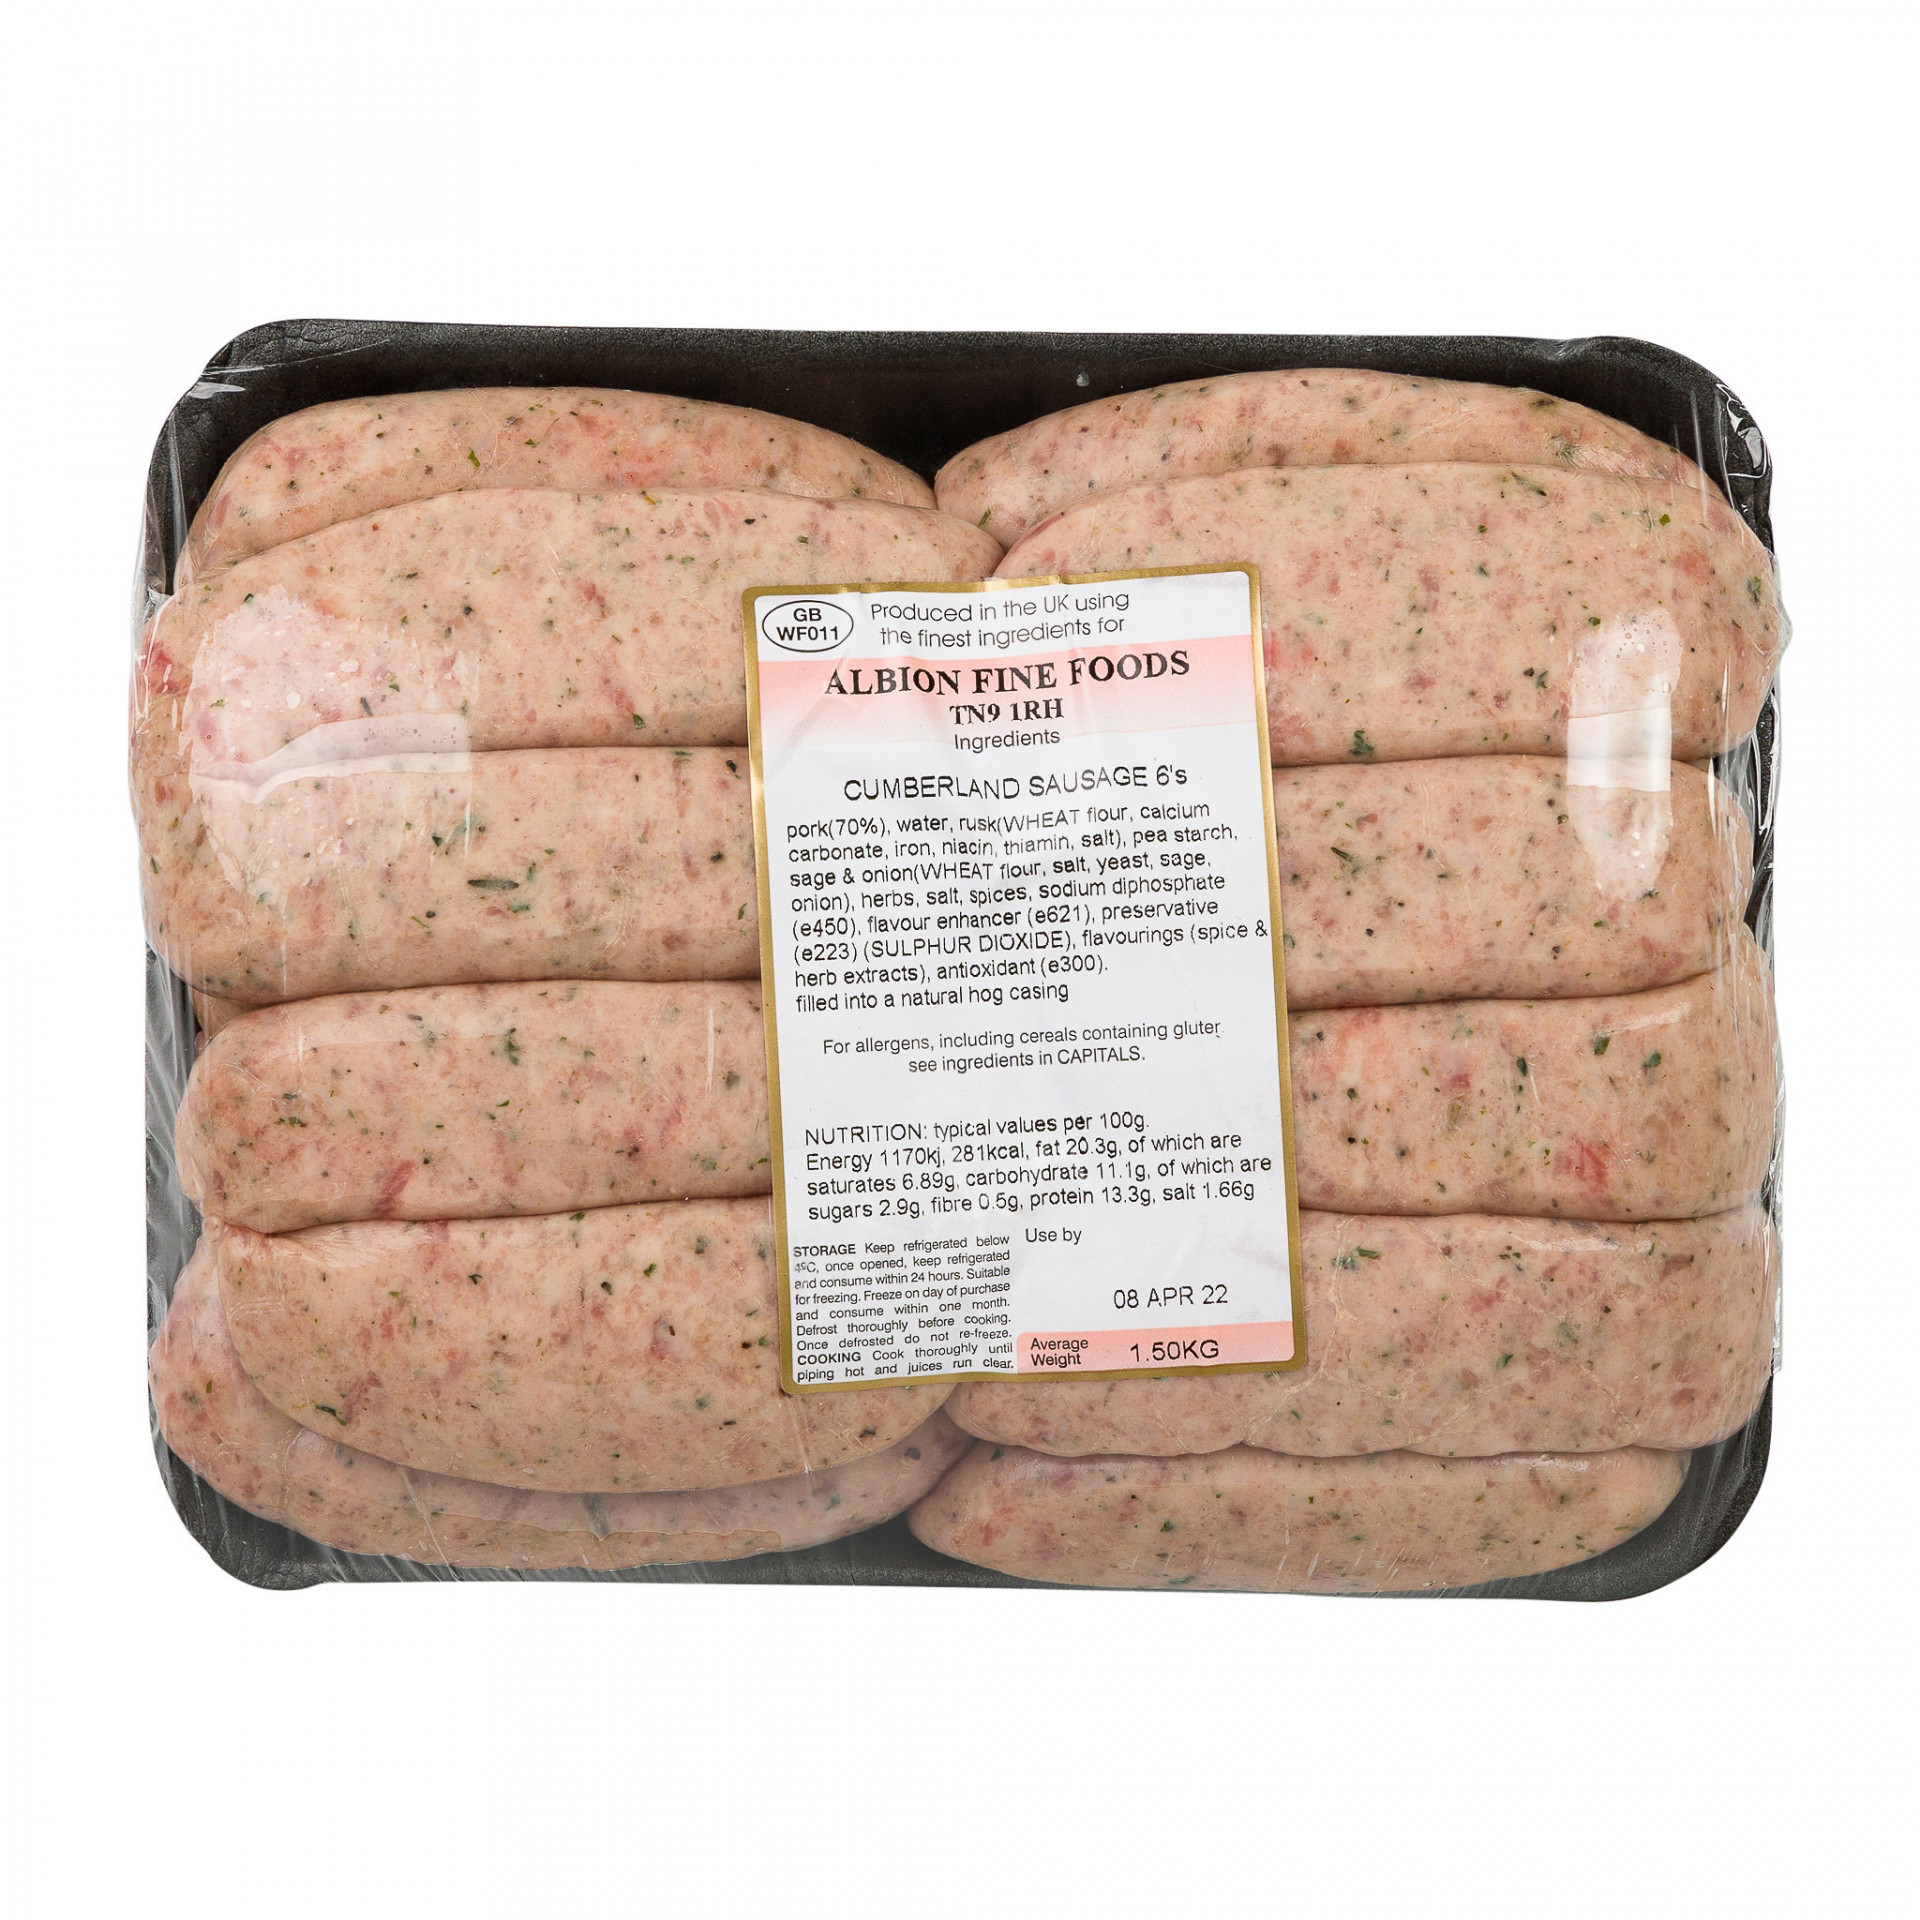 GB
WF011
Produced in the UK using
the finest ingredients for
ALBION FINE FOODS
TN9 1RH
Ingredients
CUMBERLAND SAUSAGE 6's
pork(70%), water, rusk(WHEAT flour, calcium
carbonate, iron, niacin, thiamin, salt), pea starch,
sage & onion(WHEAT flour, salt, yeast, sage,
onion), herbs, salt, spices, sodium diphosphate
(e450), flavour enhancer (e621), preservative
(e223) (SULPHUR DIOXIDE), flavourings (spice &
herb extracts), antioxidant (e300).
filled into a natural hog casing
For allergens, including cereals containing gluter
see ingredients in CAPITALS.
NUTRITION: typical values per 100g.
Energy 1170kj, 281kcal, fat 20.3g, of which are
saturates 6.89g, carbohydrate 11.1g, of which are
sugars 2.9g, fibre 0.5g, protein 13.3g, salt 1.66g
STORAGE Keep refrigerated below
4ºC, once opened, keep refrigerated
and consume within 24 hours. Suitable
for freezing. Freeze on day of purchase
and consume within one month.
Defrost thoroughly before cooking.
Once defrosted do not re-freeze.
COOKING Cook thoroughly until
piping hot and juices run clear.
Use by
08 APR 22
Average
Weight
1.50KG